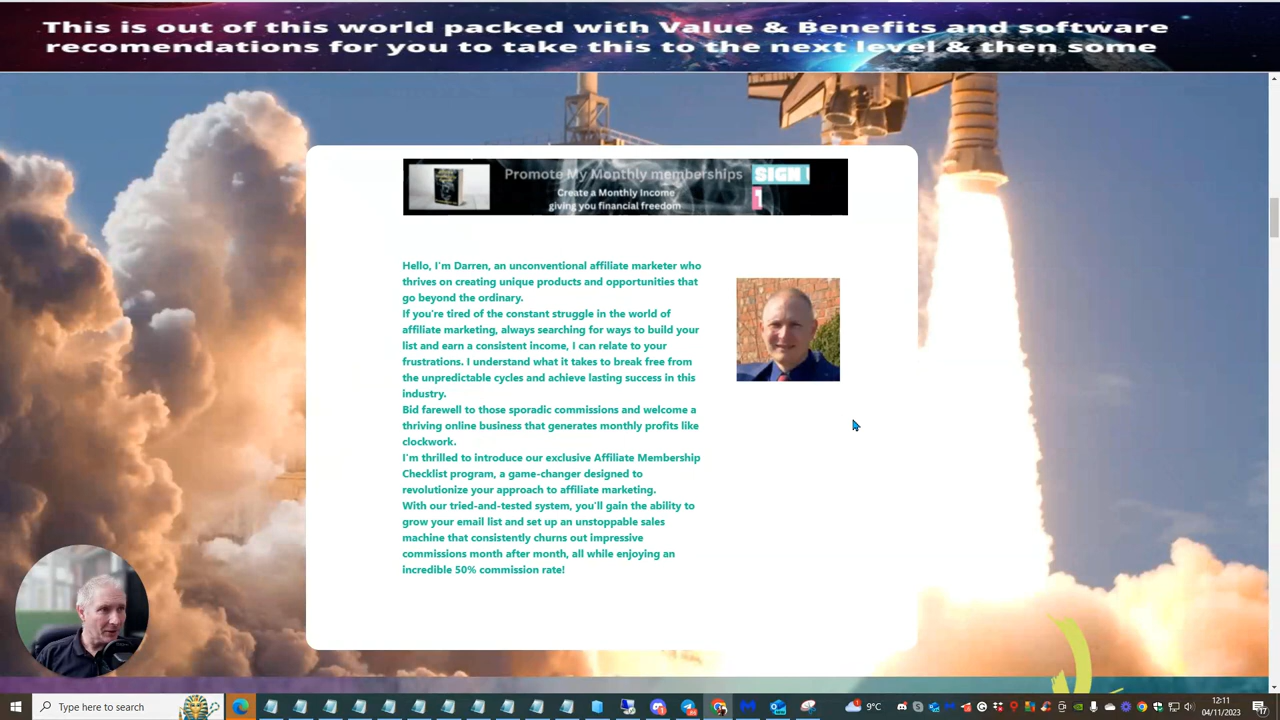 This is out of this world packed with Value & Benefits and software
recomendations for you to take this to the next level & then some
Promote My Monthly memberships
SIGN
Create a Monthly Income
giving you financial freedom
Hello, I'm Darren, an unconventional affiliate marketer who
thrives on creating unique products and opportunities that
go beyond the ordinary.
If you're tired of the constant struggle in the world of
affiliate marketing, always searching for ways to build your
list and earn a consistent income, I can relate to your
frustrations. I understand what it takes to break free from
the unpredictable cycles and achieve lasting success in this
industry.
Bid farewell to those sporadic commissions and welcome a
thriving online business that generates monthly profits like
clockwork.
I'm thrilled to introduce our exclusive Affiliate Membership
Checklist program, a game-changer designed to
revolutionize your approach to affiliate marketing.
With our tried-and-tested system, you'll gain the ability to
grow your email list and set up an unstoppable sales
machine that consistently churns out impressive
commissions month after month, all while enjoying an
incredible 50% commission rate!
Type here to search
9°C
12:11
04/11/2023